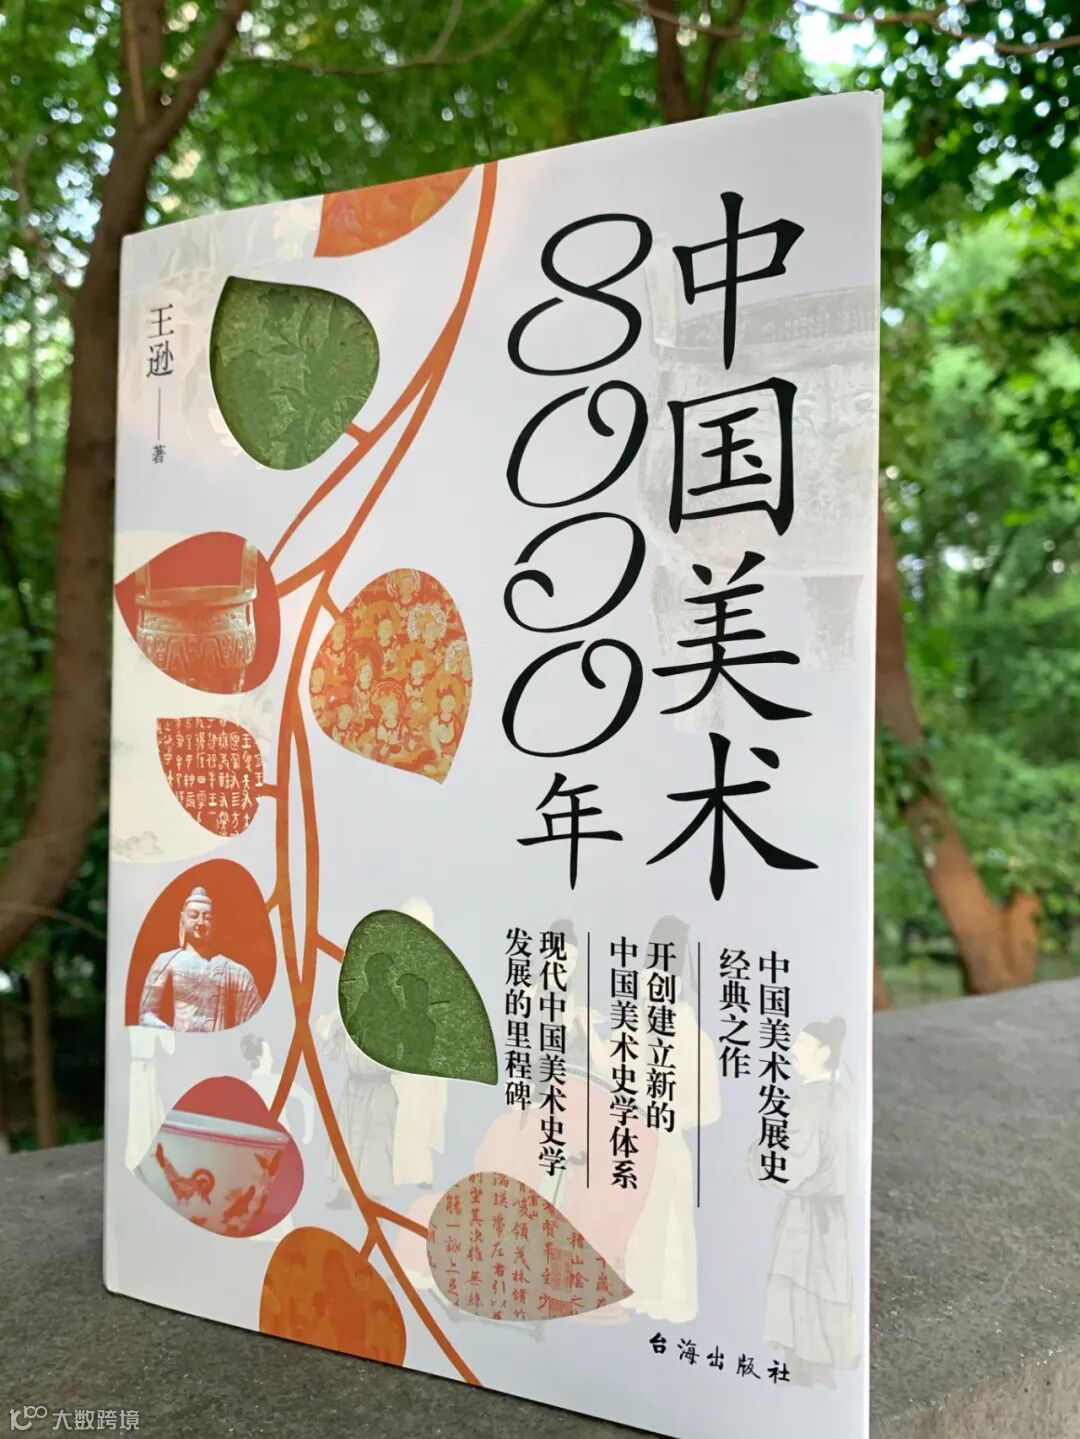 中国美术
8000年
王逊 著
中国美术发展史
经典之作
开创建立新的
中国美术史学体系
现代中国美术史学
发展的里程碑
台海出版社
大数跨境